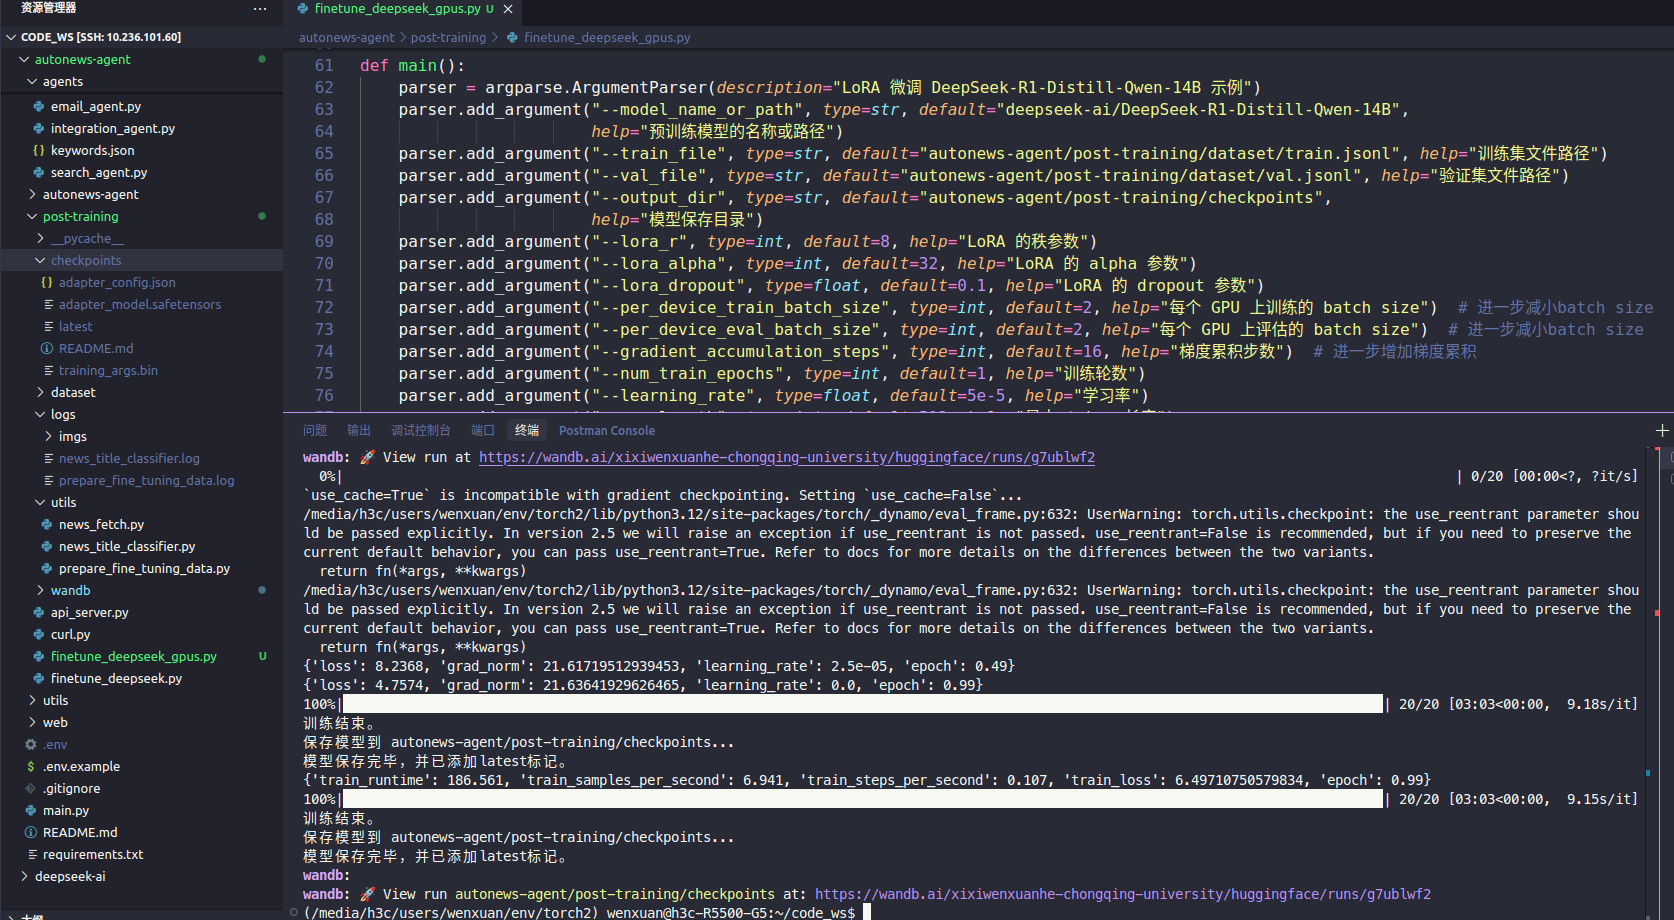 资源管理器
···
CODE_WS [SSH: 10.236.101.60]
autonews-agent
agents
email_agent.py
integration_agent.py
{} keywords.json
search_agent.py
autonews-agent
post-training
__pycache__
checkpoints
{} adapter_config.json
adapter_model.safetensors
latest
README.md
training_args.bin
dataset
logs
imgs
news_title_classifier.log
prepare_fine_tuning_data.log
utils
news_fetch.py
news_title_classifier.py
prepare_fine_tuning_data.py
wandb
api_server.py
curl.py
finetune_deepseek_gpus.py U
finetune_deepseek.py
utils
web
.env
$ .env.example
.gitignore
main.py
README.md
requirements.txt
deepseek-ai
finetune_deepseek_gpus.py U
autonews-agent > post-training > finetune_deepseek_gpus.py
61 def main():
62 parser = argparse.ArgumentParser(description="LoRA 微调 DeepSeek-R1-Distill-Qwen-14B 示例")
63 parser.add_argument("--model_name_or_path", type=str, default="deepseek-ai/DeepSeek-R1-Distill-Qwen-14B",
64 help="预训练模型的名称或路径")
65 parser.add_argument("--train_file", type=str, default="autonews-agent/post-training/dataset/train.jsonl", help="训练集文件路径")
66 parser.add_argument("--val_file", type=str, default="autonews-agent/post-training/dataset/val.jsonl", help="验证集文件路径")
67 parser.add_argument("--output_dir", type=str, default="autonews-agent/post-training/checkpoints",
68 help="模型保存目录")
69 parser.add_argument("--lora_r", type=int, default=8, help="LoRA 的秩参数")
70 parser.add_argument("--lora_alpha", type=int, default=32, help="LoRA 的 alpha 参数")
71 parser.add_argument("--lora_dropout", type=float, default=0.1, help="LoRA 的 dropout 参数")
72 parser.add_argument("--per_device_train_batch_size", type=int, default=2, help="每个 GPU 上训练的 batch size") # 进一步减小batch size
73 parser.add_argument("--per_device_eval_batch_size", type=int, default=2, help="每个 GPU 上评估的 batch size") # 进一步减小batch size
74 parser.add_argument("--gradient_accumulation_steps", type=int, default=16, help="梯度累积步数") # 进一步增加梯度累积
75 parser.add_argument("--num_train_epochs", type=int, default=1, help="训练轮数")
76 parser.add_argument("--learning_rate", type=float, default=5e-5, help="学习率")
问题 输出 调试控制台 端口 终端 Postman Console
wandb: 🚀 View run at https://wandb.ai/xixiwenxuanhe-chongqing-university/huggingface/runs/g7ublwf2
0%| | 0/20 [00:00<?, ?it/s]
`use_cache=True` is incompatible with gradient checkpointing. Setting `use_cache=False`...
/media/h3c/users/wenxuan/env/torch2/lib/python3.12/site-packages/torch/_dynamo/eval_frame.py:632: UserWarning: torch.utils.checkpoint: the use_reentrant parameter shou
ld be passed explicitly. In version 2.5 we will raise an exception if use_reentrant is not passed. use_reentrant=False is recommended, but if you need to preserve the
current default behavior, you can pass use_reentrant=True. Refer to docs for more details on the differences between the two variants.
return fn(*args, **kwargs)
/media/h3c/users/wenxuan/env/torch2/lib/python3.12/site-packages/torch/_dynamo/eval_frame.py:632: UserWarning: torch.utils.checkpoint: the use_reentrant parameter shou
ld be passed explicitly. In version 2.5 we will raise an exception if use_reentrant is not passed. use_reentrant=False is recommended, but if you need to preserve the
current default behavior, you can pass use_reentrant=True. Refer to docs for more details on the differences between the two variants.
return fn(*args, **kwargs)
{'loss': 8.2368, 'grad_norm': 21.61719512939453, 'learning_rate': 2.5e-05, 'epoch': 0.49}
{'loss': 4.7574, 'grad_norm': 21.63641929626465, 'learning_rate': 0.0, 'epoch': 0.99}
100%| | 20/20 [03:03<00:00, 9.18s/it]
训练结束。
保存模型到 autonews-agent/post-training/checkpoints...
模型保存完毕，并已添加latest标记。
{'train_runtime': 186.561, 'train_samples_per_second': 6.941, 'train_steps_per_second': 0.107, 'train_loss': 6.49710750579834, 'epoch': 0.99}
100%| | 20/20 [03:03<00:00, 9.15s/it]
训练结束。
保存模型到 autonews-agent/post-training/checkpoints...
模型保存完毕，并已添加latest标记。
wandb:
wandb: 🚀 View run autonews-agent/post-training/checkpoints at: https://wandb.ai/xixiwenxuanhe-chongqing-university/huggingface/runs/g7ublwf2
(/media/h3c/users/wenxuan/env/torch2) wenxuan@h3c-R5500-G5:~/code_ws$